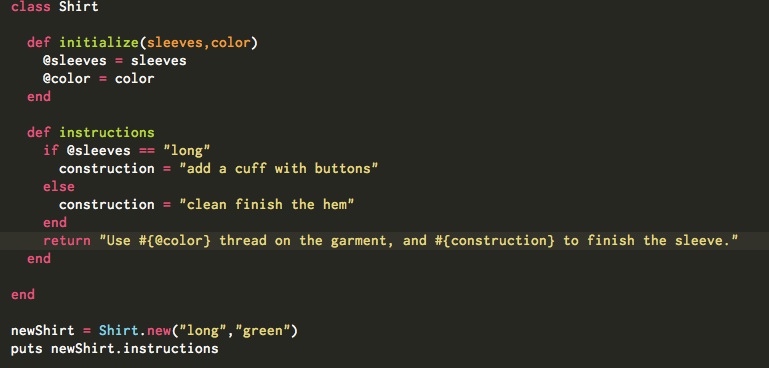 class Shirt
def initialize(sleeves,color)
@sleeves = sleeves
@color = color
end
def instructions
if @sleeves == "long"
construction = "add a cuff with buttons"
else
construction = "clean finish the hem"
end
return "Use #{@color} thread on the garment, and #{construction} to finish the sleeve."
end
end
newShirt = Shirt.new("long","green")
puts newShirt.instructions